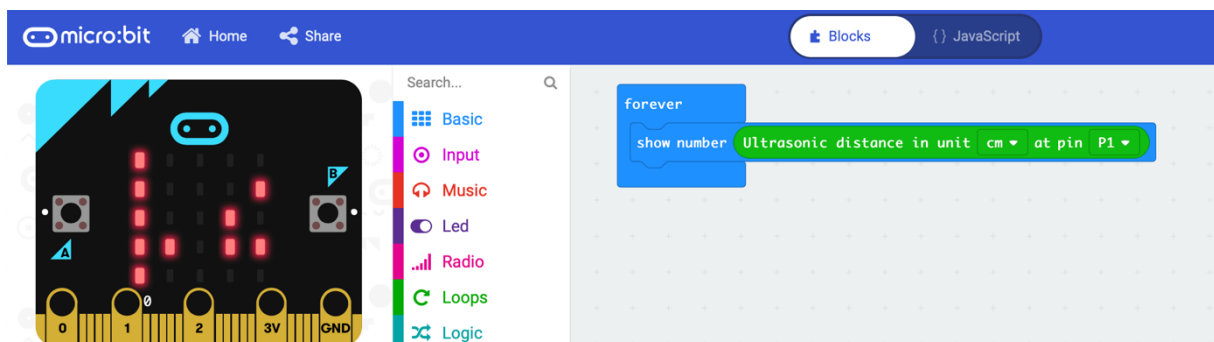 micro:bit Home Share Blocks {} JavaScript
Search...
Basic
Input
Music
Led
Radio
Loops
Logic
B
A
0
0 1 2 3V GND
forever
show number Ultrasonic distance in unit cm at pin P1